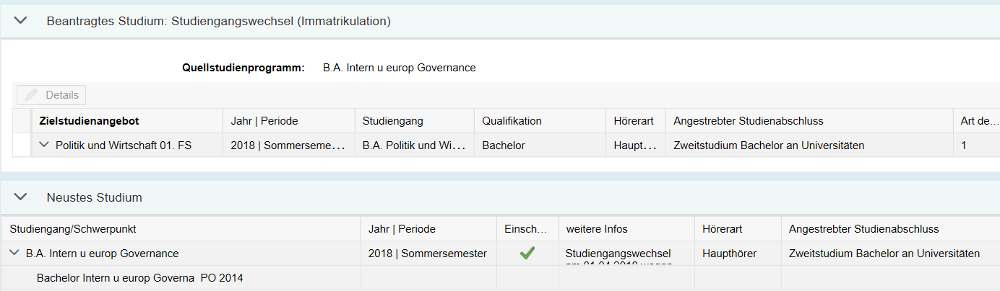 Beantragtes Studium: Studiengangswechsel (Immatrikulation)
Quellstudienprogramm: B.A. Intern u europ Governance
Details
Zielstudienangebot Jahr | Periode Studiengang Qualifikation Hörerart Angestrebter Studienabschluss Art de...
Politik und Wirtschaft 01. FS 2018 | Sommerseme... B.A. Politik und Wi... Bachelor Haupt... Zweitstudium Bachelor an Universitäten 1
Neustes Studium
Studiengang/Schwerpunkt Jahr | Periode Einsch... weitere Infos Hörerart Angestrebter Studienabschluss
B.A. Intern u europ Governance 2018 | Sommersemester Studiengangswechsel Haupthörer Zweitstudium Bachelor an Universitäten
Bachelor Intern u europ Governa PO 2014